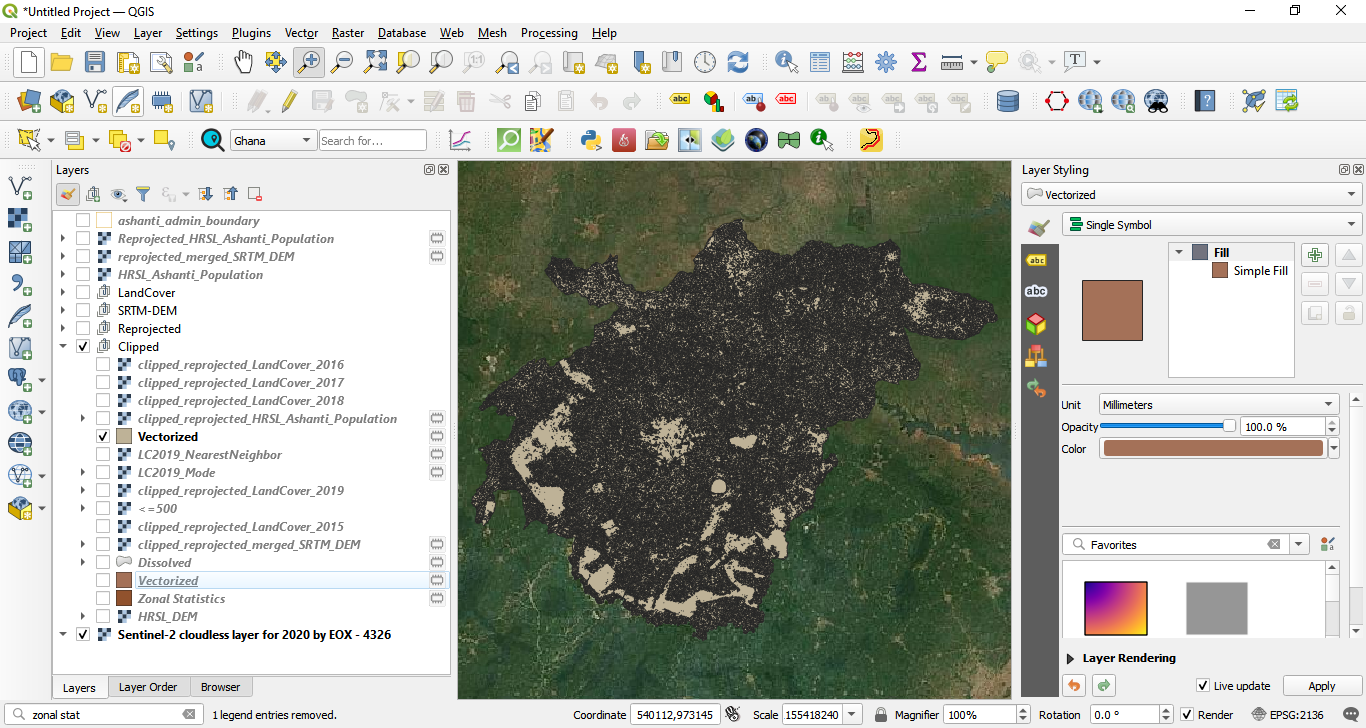 *Untitled Project — QGIS
Project Edit View Layer Settings Plugins Vector Raster Database Web Mesh Processing Help
abc abc abc
Ghana Search for...
Layers
ashanti_admin_boundary
Reprojected_HRSL_Ashanti_Population
reprojected_merged_SRTM_DEM
HRSL_Ashanti_Population
LandCover
SRTM-DEM
Reprojected
Clipped
clipped_reprojected_LandCover_2016
clipped_reprojected_LandCover_2017
clipped_reprojected_LandCover_2018
clipped_reprojected_HRSL_Ashanti_Population
Vectorized
LC2019_NearestNeighbor
LC2019_Mode
clipped_reprojected_LandCover_2019
<=500
clipped_reprojected_LandCover_2015
clipped_reprojected_merged_SRTM_DEM
Dissolved
Vectorized
Zonal Statistics
HRSL_DEM
Sentinel-2 cloudless layer for 2020 by EOX - 4326
Layers Layer Order Browser
Layer Styling
Vectorized
Single Symbol
abc
abc
Fill
Simple Fill
Unit Millimeters
Opacity 100.0 %
Color
Favorites
Layer Rendering
Live update Apply
zonal stat 1 legend entries removed. Coordinate 540112,973145 Scale 155418240 Magnifier 100% Rotation 0.0 ° Render EPSG:2136